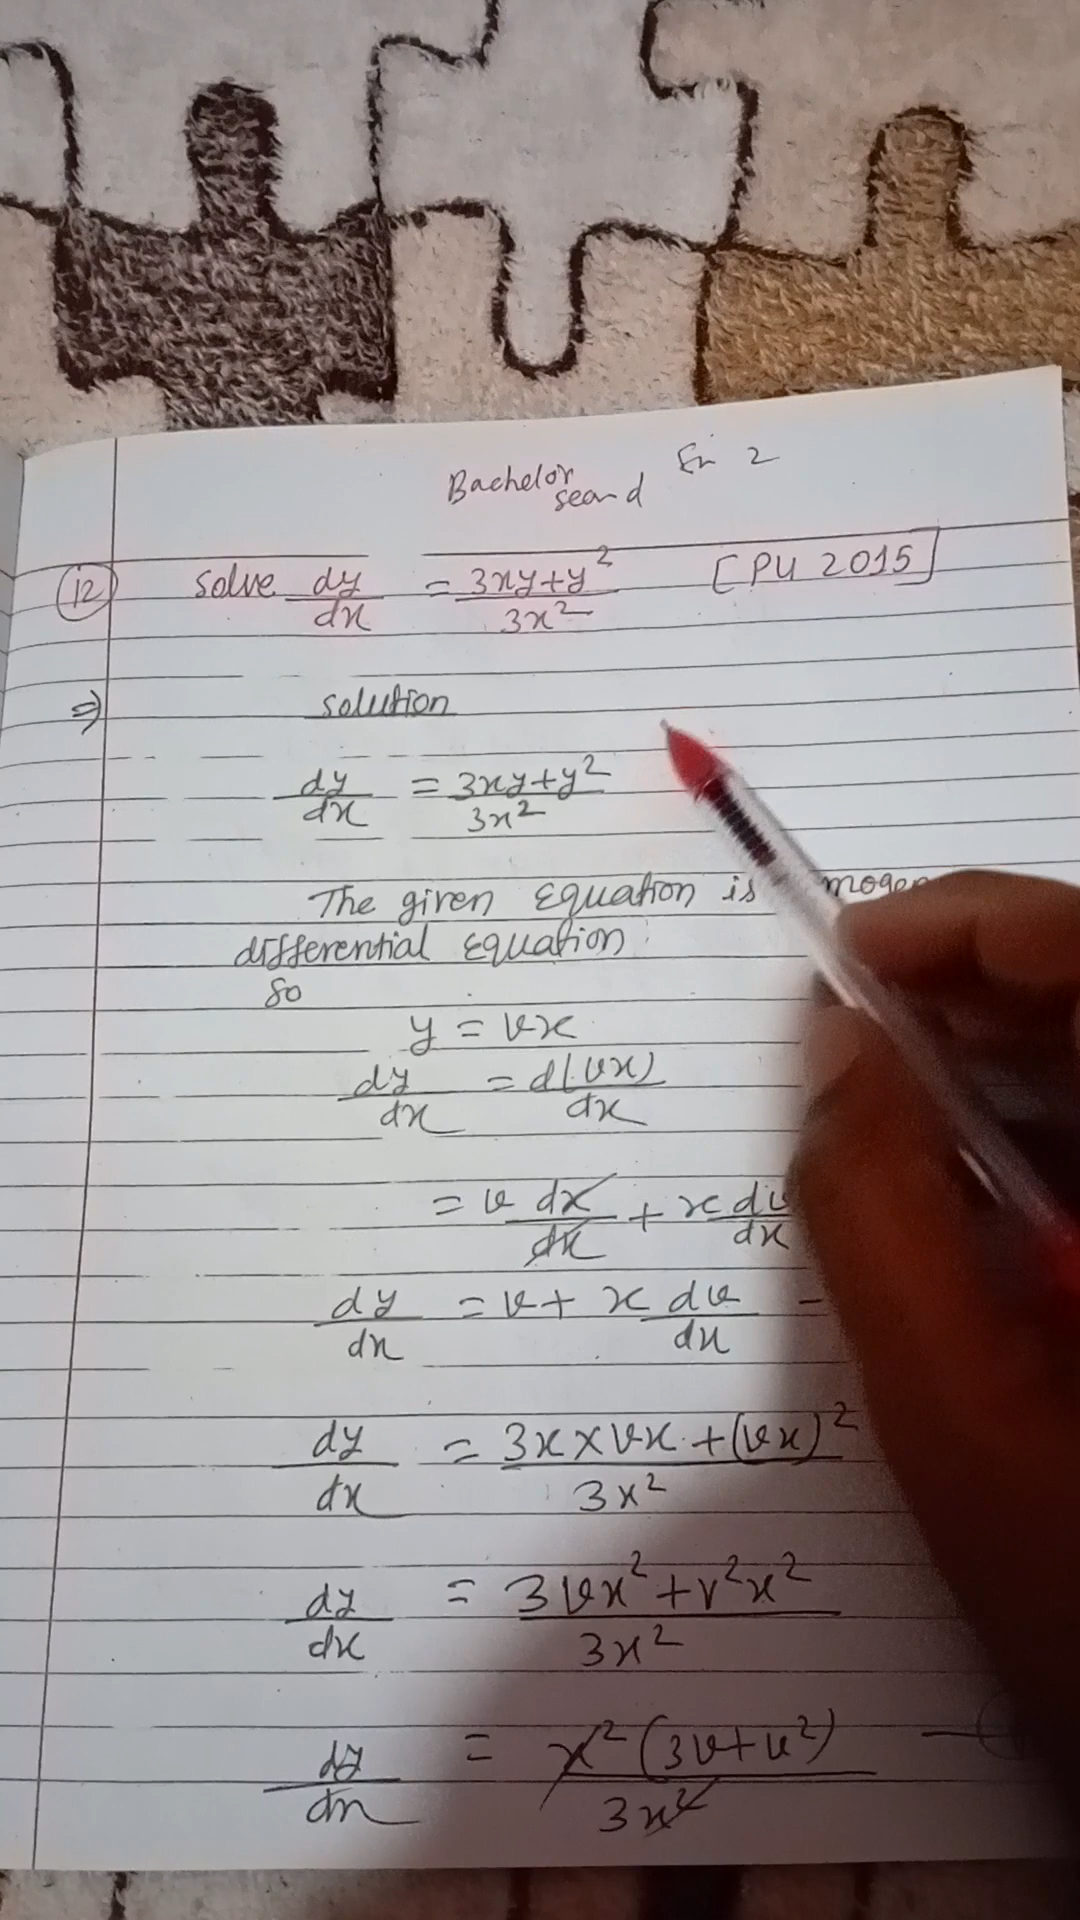 Bachelor
seand Ex 2
(12) Solve dy/dx = 3xy+y²/3x² [PU 2015]
⇒ solution
dy/dx = 3xy+y²/3x²
The given Equation is
differential Equation:
So
y = vx
dy/dx = d(vx)/dx
= v dx/dx + x dv/dx
dy/dx = v + x dv/dx -
dy/dx = 3x×vx+(vx)²/3x²
dy/dx = 3vx²+v²x²/3x²
dy/dx = x²(3v+v²)/3x² -